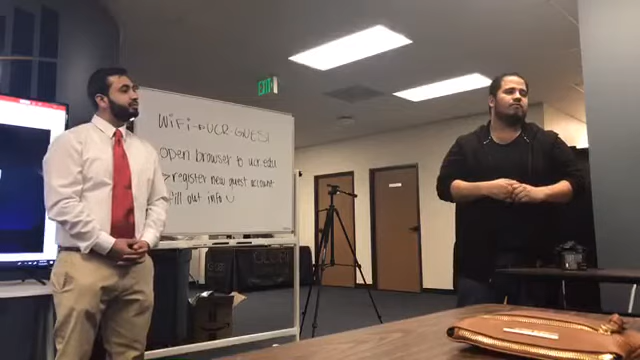 EXIT
WiFi→UCR-GUEST
open browser to ucr.edu
→register new guest account
fill out info